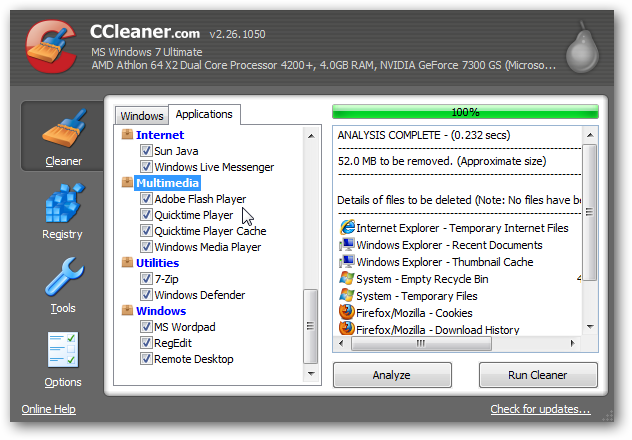 CCleaner.com v2.26.1050
MS Windows 7 Ultimate
AMD Athlon 64 X2 Dual Core Processor 4200+, 4.0GB RAM, NVIDIA GeForce 7300 GS (Microso...
Cleaner
Registry
Tools
Options
Windows
Applications
Internet
Sun Java
Windows Live Messenger
Multimedia
Adobe Flash Player
Quicktime Player
Quicktime Player Cache
Windows Media Player
Utilities
7-Zip
Windows Defender
Windows
MS Wordpad
RegEdit
Remote Desktop
100%
ANALYSIS COMPLETE - (0.232 secs)
52.0 MB to be removed. (Approximate size)
Details of files to be deleted (Note: No files have be
Internet Explorer - Temporary Internet Files
Windows Explorer - Recent Documents
Windows Explorer - Thumbnail Cache
System - Empty Recycle Bin 4
System - Temporary Files
Firefox/Mozilla - Cookies
Firefox/Mozilla - Download History
Analyze
Run Cleaner
Online Help
Check for updates...